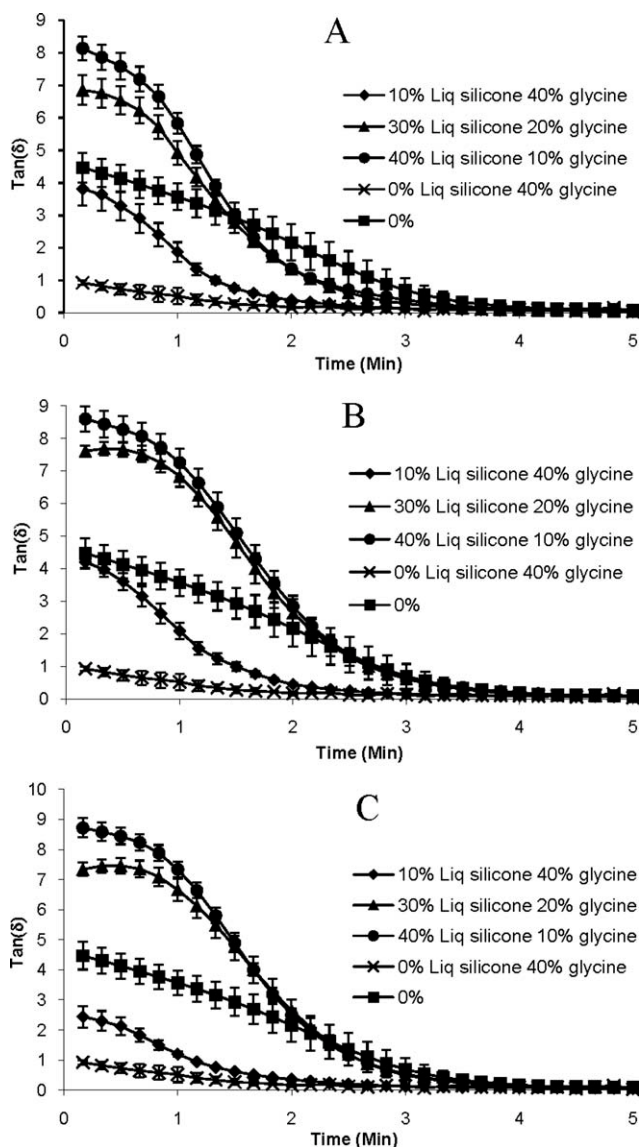 A
9
8
7
6
5
4
3
2
1
0
Tan(δ)
10% Liq silicone 40% glycine
30% Liq silicone 20% glycine
40% Liq silicone 10% glycine
0% Liq silicone 40% glycine
0%
0 1 2 3 4 5
Time (Min)
B
9
8
7
6
5
4
3
2
1
0
Tan(δ)
10% Liq silicone 40% glycine
30% Liq silicone 20% glycine
40% Liq silicone 10% glycine
0% Liq silicone 40% glycine
0%
0 1 2 3 4 5
Time (Min)
C
10
9
8
7
6
5
4
3
2
1
0
Tan(δ)
10% Liq silicone 40% glycine
30% Liq silicone 20% glycine
40% Liq silicone 10% glycine
0% Liq silicone 40% glycine
0%
0 1 2 3 4 5
Time (Min)